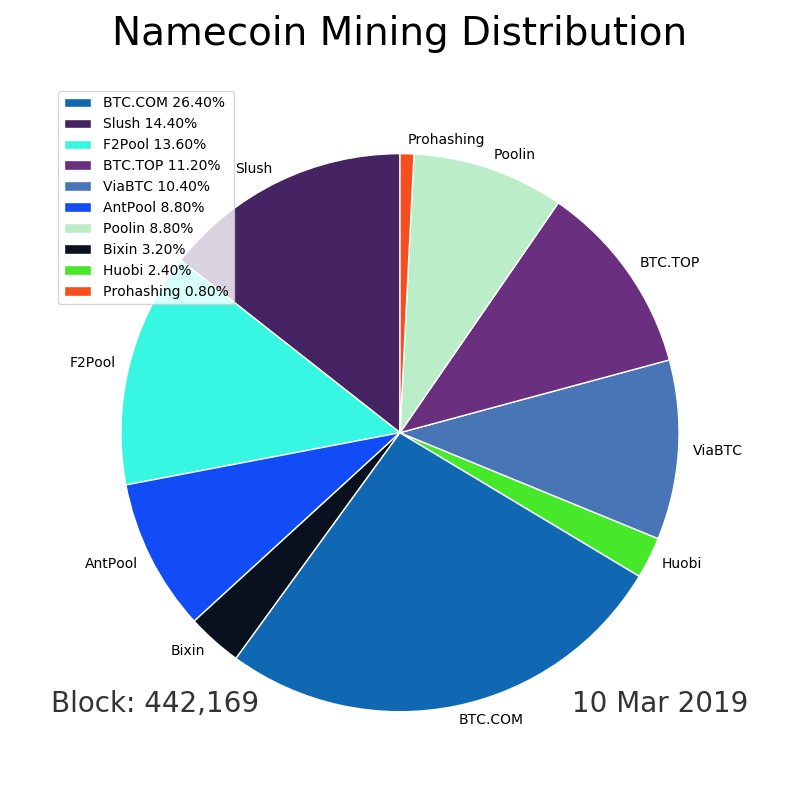 Namecoin Mining Distribution
BTC.COM 26.40%
Slush 14.40%
F2Pool 13.60%
BTC.TOP 11.20%
ViaBTC 10.40%
AntPool 8.80%
Poolin 8.80%
Bixin 3.20%
Huobi 2.40%
Prohashing 0.80%
Prohashing
Poolin
Slush
BTC.TOP
F2Pool
ViaBTC
AntPool
Huobi
Bixin
BTC.COM
Block: 442,169
10 Mar 2019